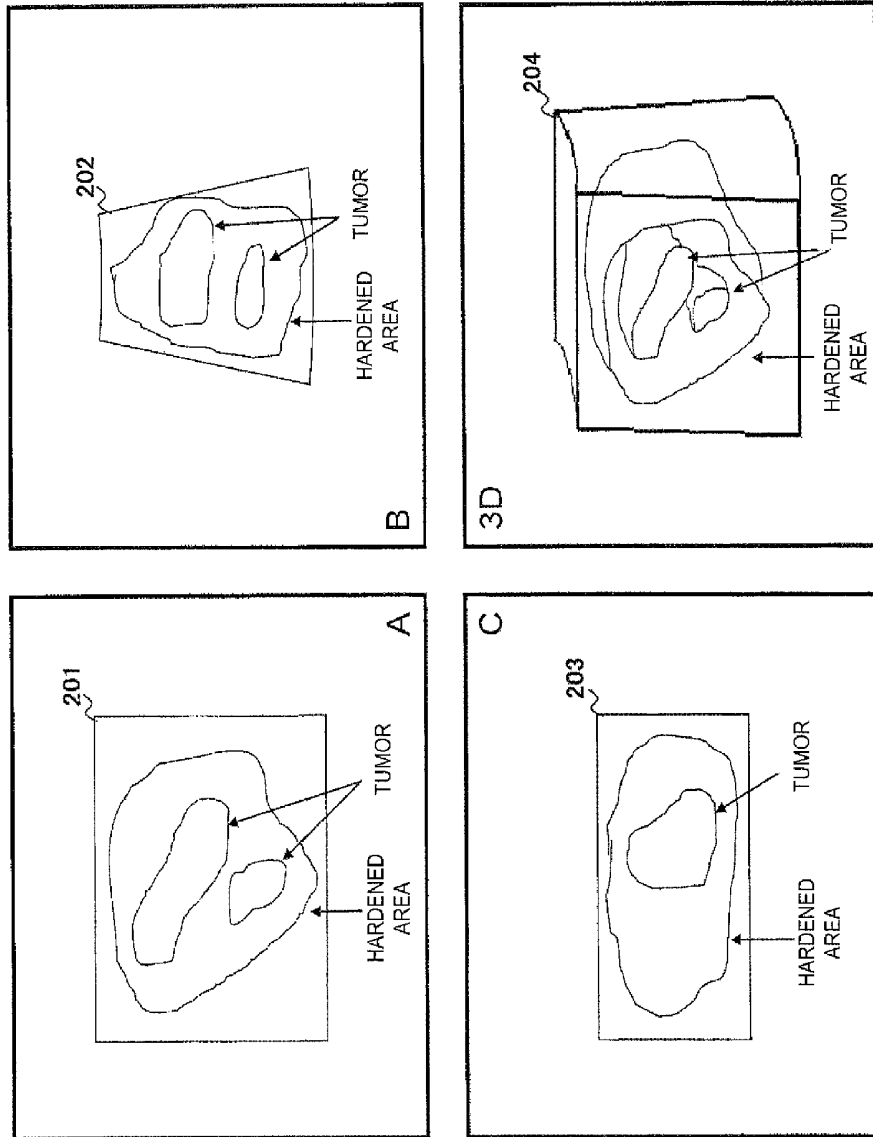 201
HARDENED
AREA
TUMOR
A
202
HARDENED
AREA
TUMOR
B
C
203
HARDENED
AREA
TUMOR
3D
204
HARDENED
AREA
TUMOR